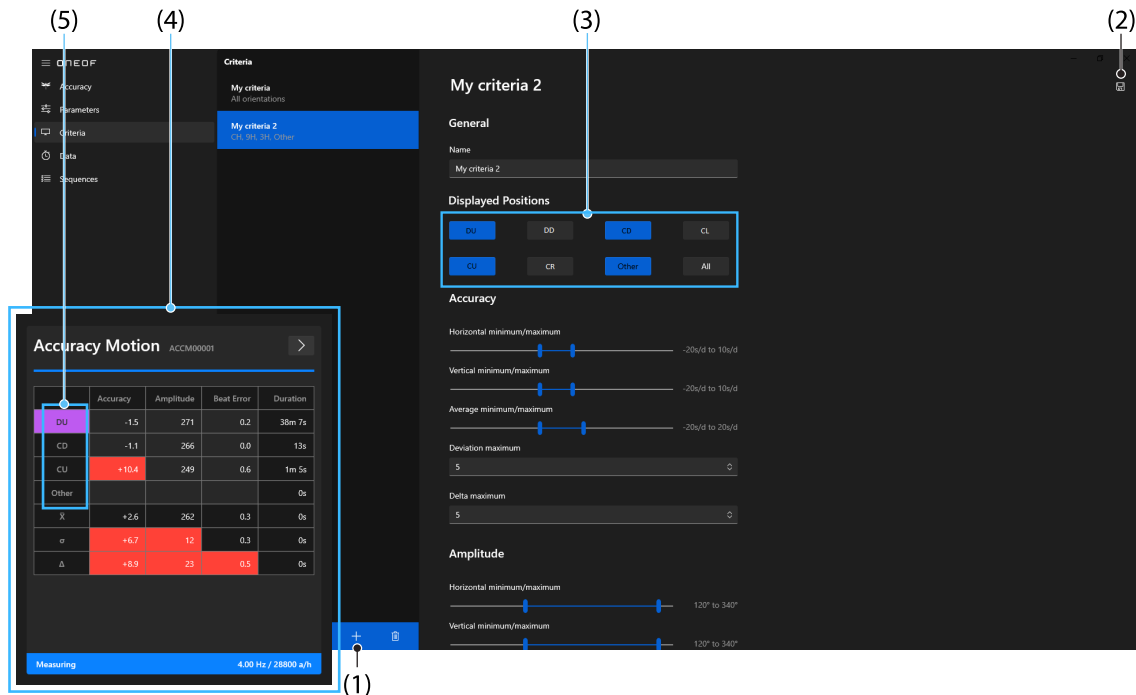 (5)
(4)
(3)
(2)
ONEOF
Accuracy
Parameters
Criteria
Data
Sequences
Criteria
My criteria
All orientations
My criteria 2
CH, 9H, 3H, Other
My criteria 2
General
Name
My criteria 2
Displayed Positions
DU DD CD CL
CU CR Other All
Accuracy
Horizontal minimum/maximum
-20s/d to 10s/d
Vertical minimum/maximum
-20s/d to 10s/d
Average minimum/maximum
-20s/d to 20s/d
Deviation maximum
5
Delta maximum
5
Amplitude
Horizontal minimum/maximum
120° to 340°
Vertical minimum/maximum
120° to 340°
Accuracy Motion ACCM00001
Accuracy Amplitude Beat Error Duration
DU -1.5 271 0.2 38m 7s
CD -1.1 266 0.0 13s
CU +10.4 249 0.6 1m 5s
Other 0s
X̅ +2.6 262 0.3 0s
σ +6.7 12 0.3 0s
Δ +8.9 23 0.5 0s
Measuring 4.00 Hz / 28800 a/h
(1)